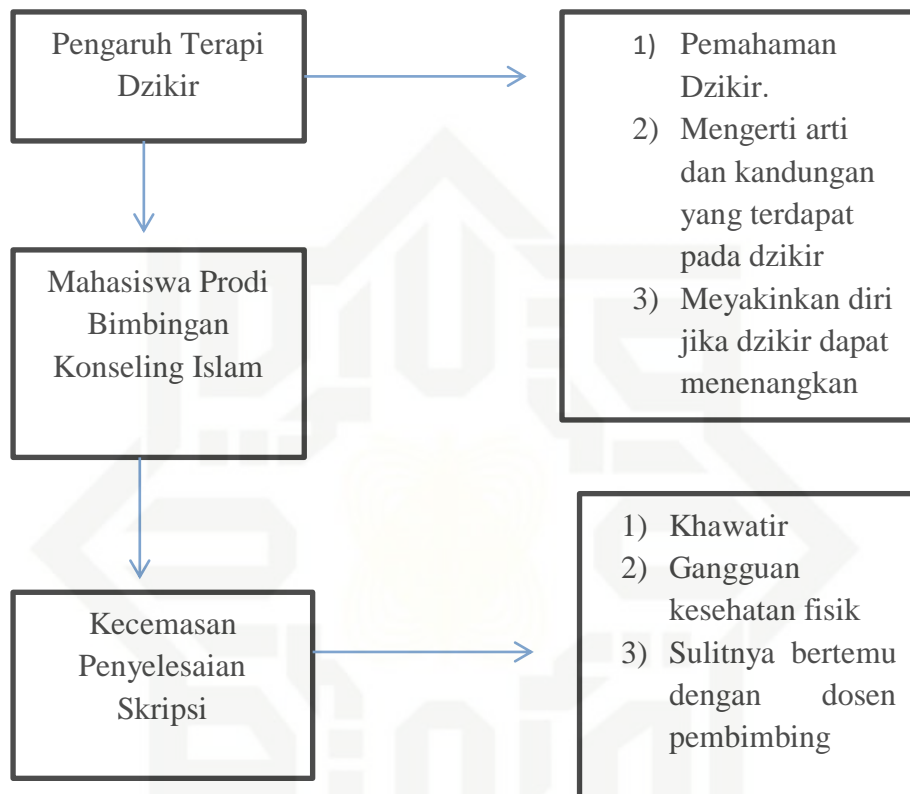 Pengaruh Terapi
Dzikir
1) Pemahaman
Dzikir.
2) Mengerti arti
dan kandungan
yang terdapat
pada dzikir
3) Meyakinkan diri
jika dzikir dapat
menenangkan
Mahasiswa Prodi
Bimbingan
Konseling Islam
Kecemasan
Penyelesaian
Skripsi
1) Khawatir
2) Gangguan
kesehatan fisik
3) Sulitnya bertemu
dengan dosen
pembimbing